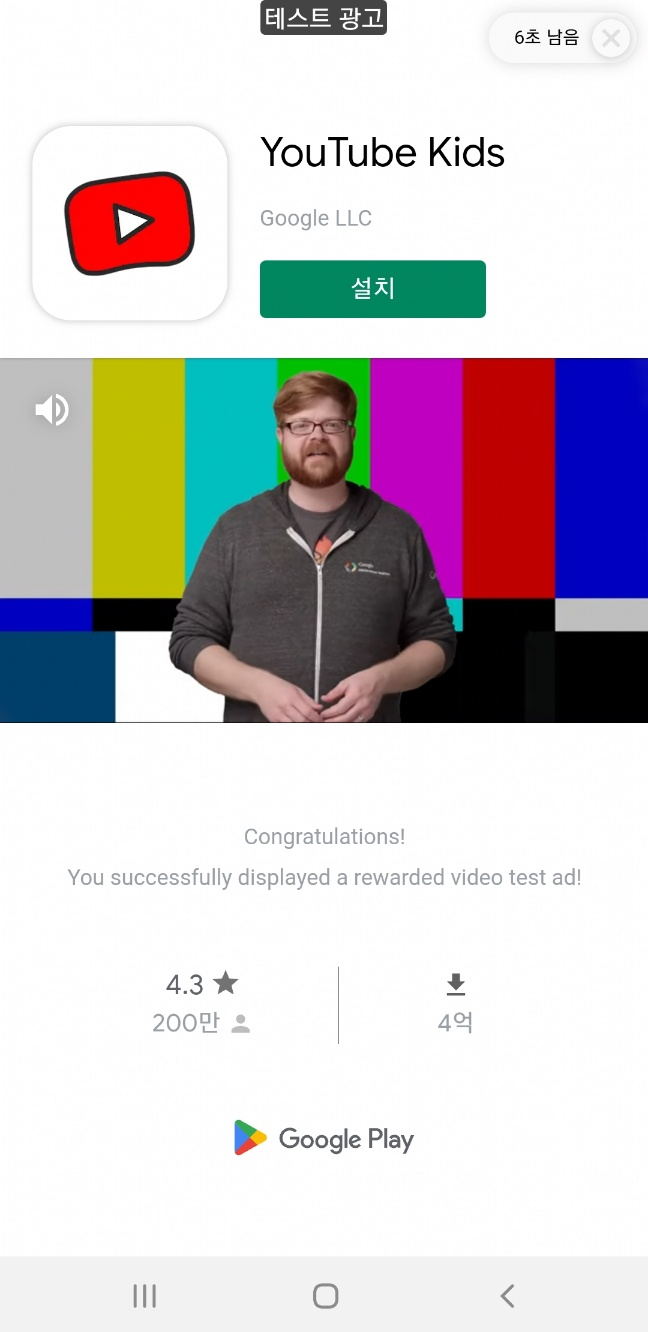 테스트 광고
6초 남음
YouTube Kids
Google LLC
설치
Google
Congratulations!
You successfully displayed a rewarded video test ad!
4.3
200만
4억
Google Play